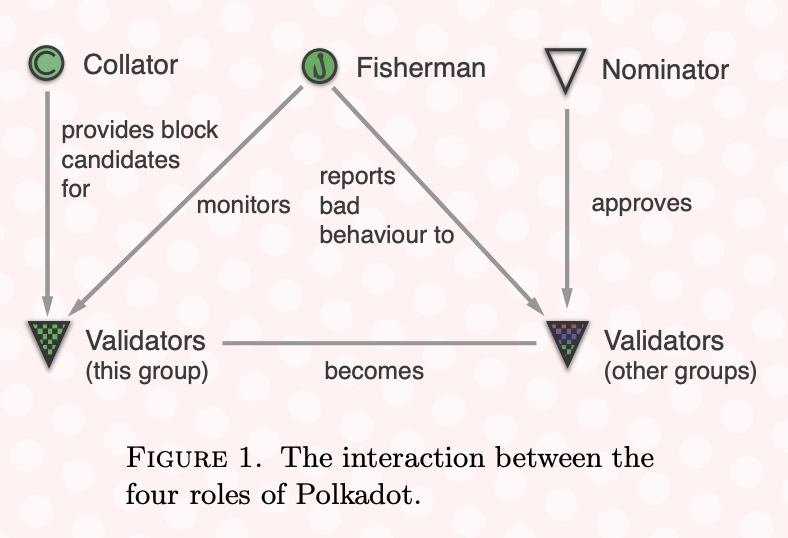 Collator
Fisherman
Nominator
provides block
candidates
for
monitors
reports
bad
behaviour to
approves
Validators
(this group)
becomes
Validators
(other groups)
FIGURE 1. The interaction between the
four roles of Polkadot.